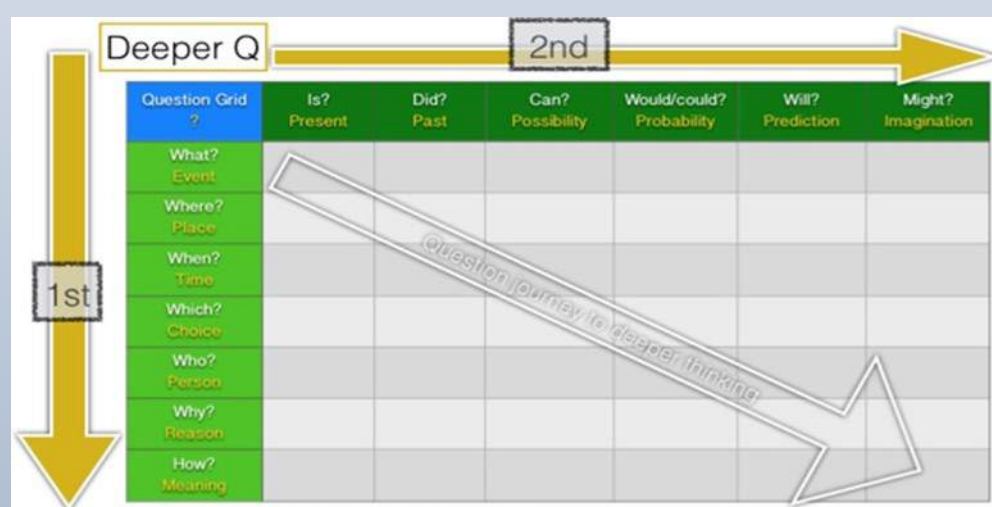 Deeper Q
2nd
Question Grid Is? Did? Can? Would/could? Will? Might?
? Present Past Possibility Probability Prediction Imagination
What?
Event
Where?
Place
When?
Time
1st
Which?
Choice
Who?
Person
Why?
Reason
How?
Meaning
Question journey to deeper thinking